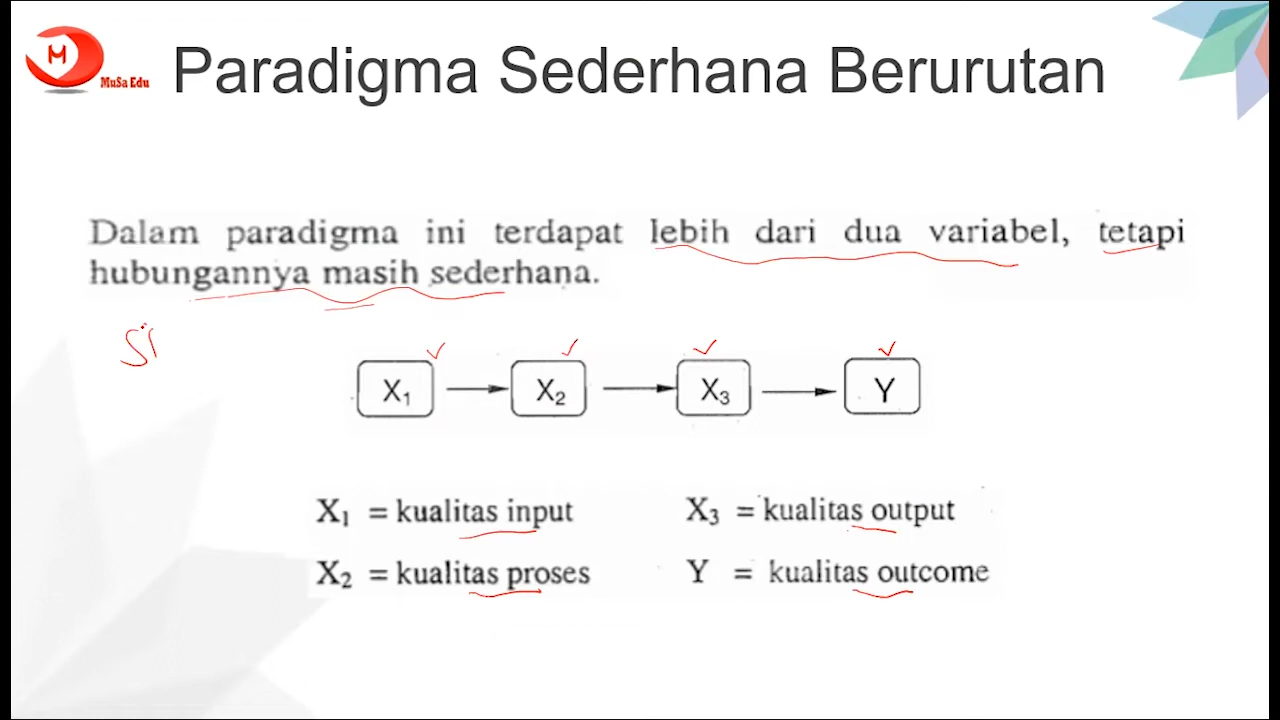 MuSa Edu
Paradigma Sederhana Berurutan
Dalam paradigma ini terdapat lebih dari dua variabel, tetapi
hubungannya masih sederhana.
Si
X₁ X₂ X₃ Y
X₁ = kualitas input X₃ = kualitas output
X₂ = kualitas proses Y = kualitas outcome